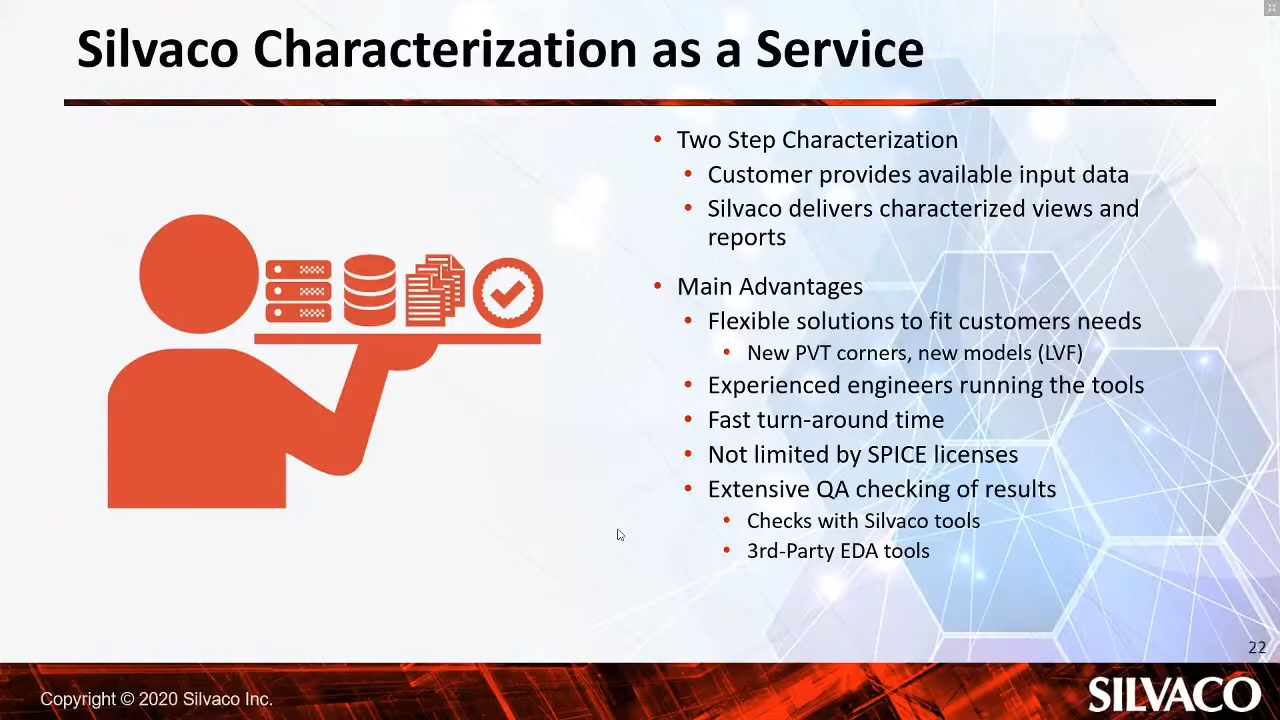 Silvaco Characterization as a Service
• Two Step Characterization
• Customer provides available input data
• Silvaco delivers characterized views and
reports
• Main Advantages
• Flexible solutions to fit customers needs
• New PVT corners, new models (LVF)
• Experienced engineers running the tools
• Fast turn-around time
• Not limited by SPICE licenses
• Extensive QA checking of results
• Checks with Silvaco tools
• 3rd-Party EDA tools
22
Copyright © 2020 Silvaco Inc.
SILVACO